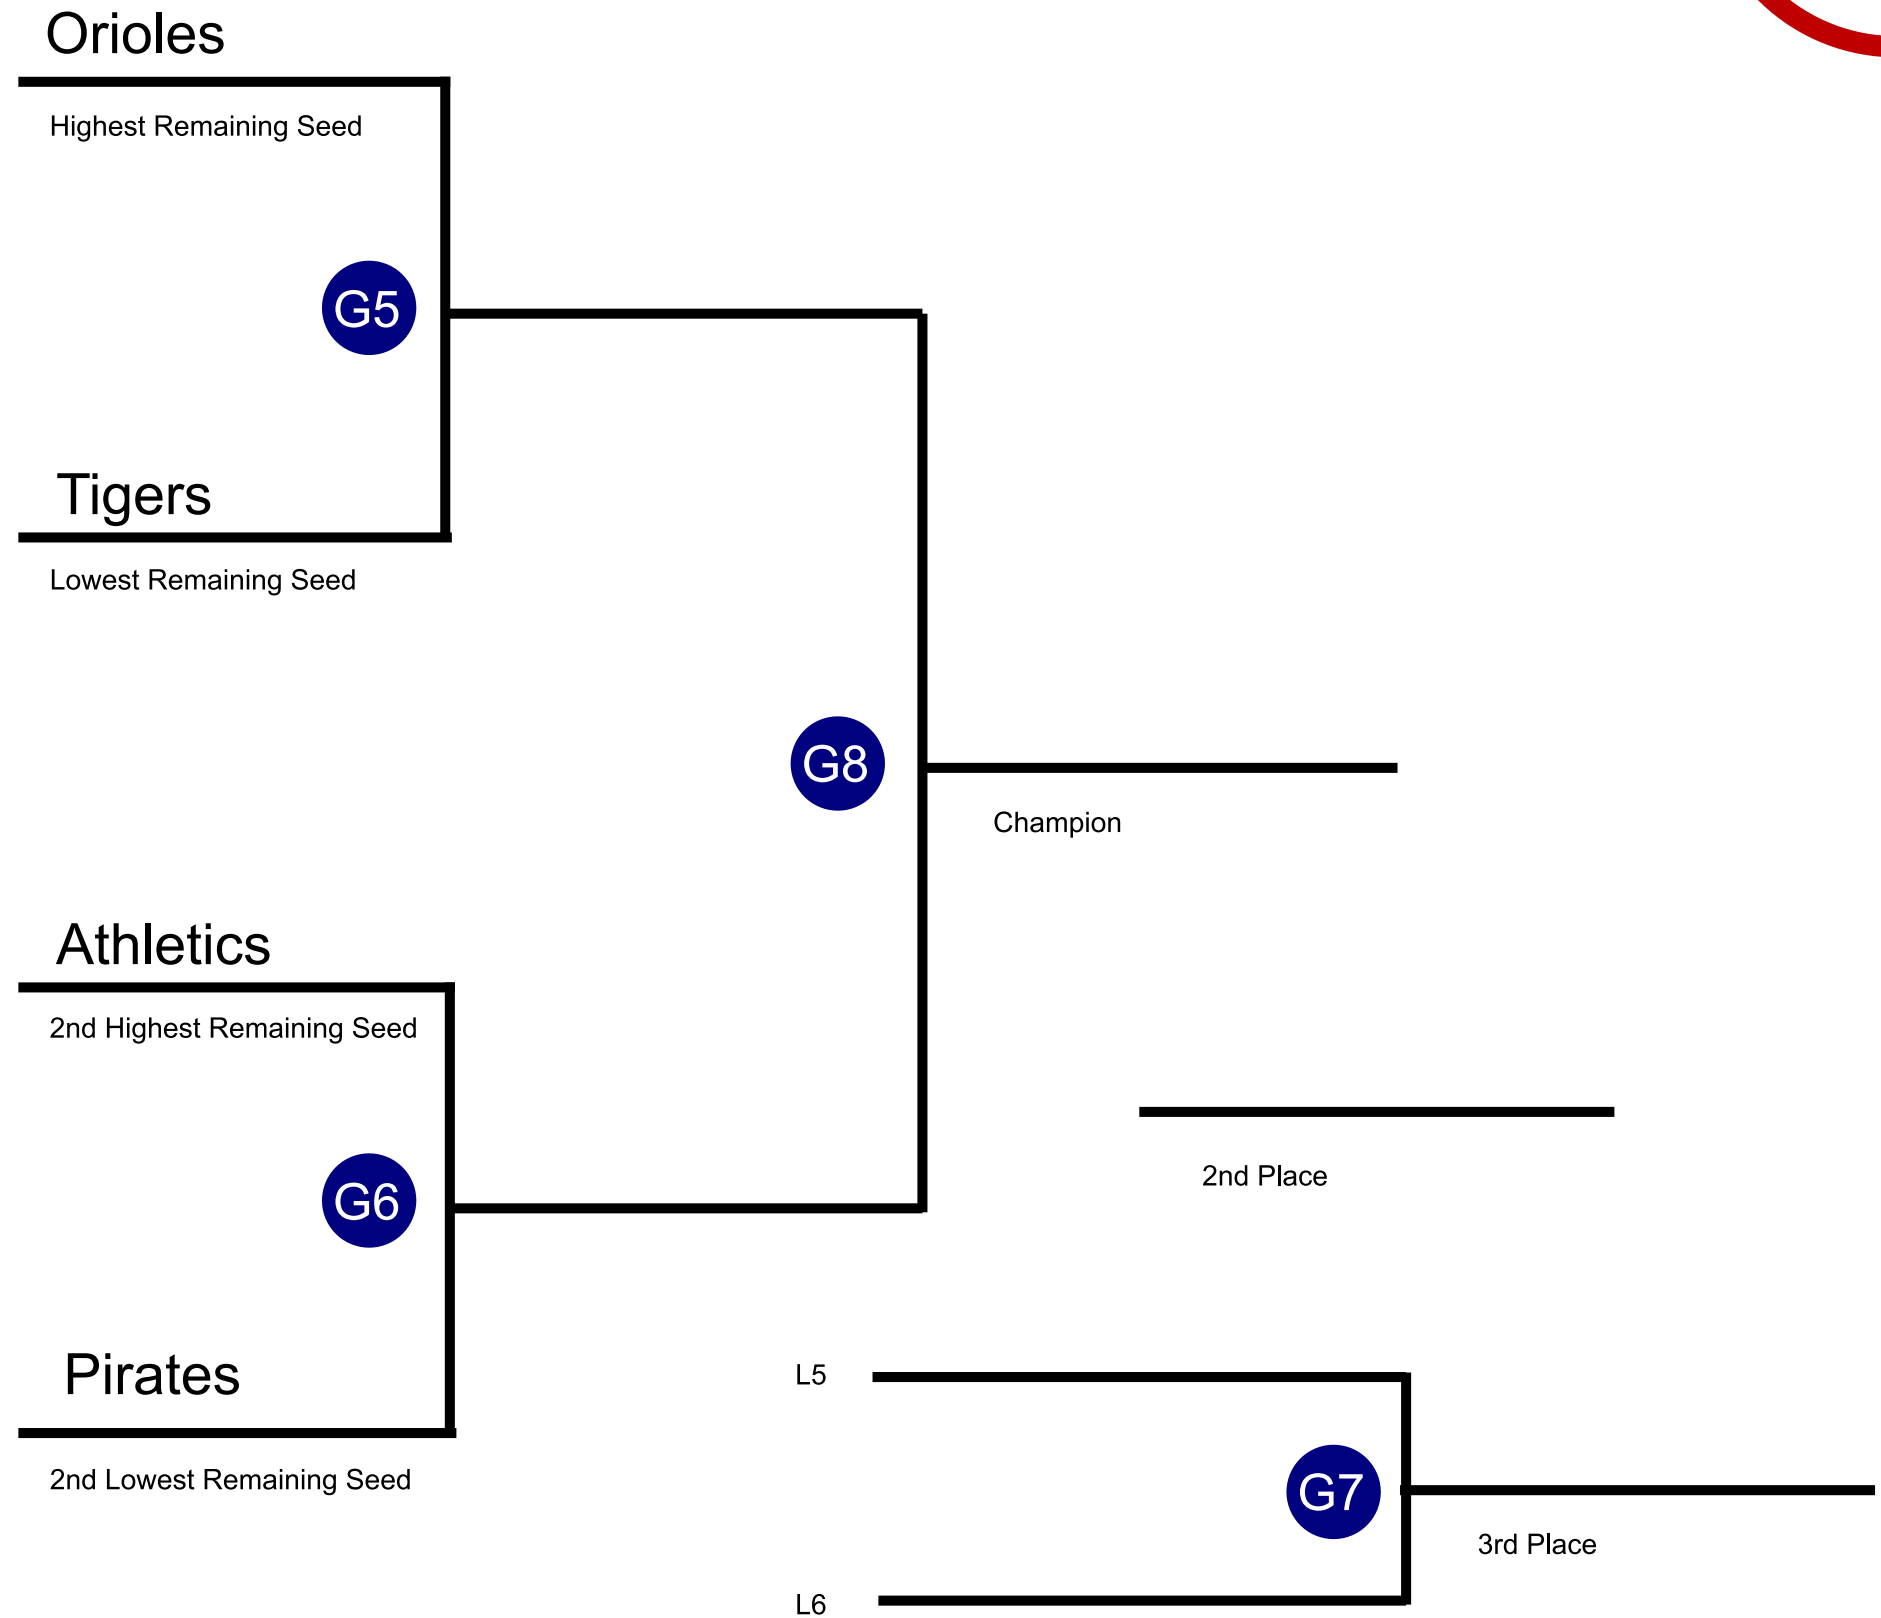 Orioles
Highest Remaining Seed
G5
Tigers
Lowest Remaining Seed
G8
Champion
Athletics
2nd Highest Remaining Seed
G6
2nd Place
Pirates
2nd Lowest Remaining Seed
L5
G7
3rd Place
L6